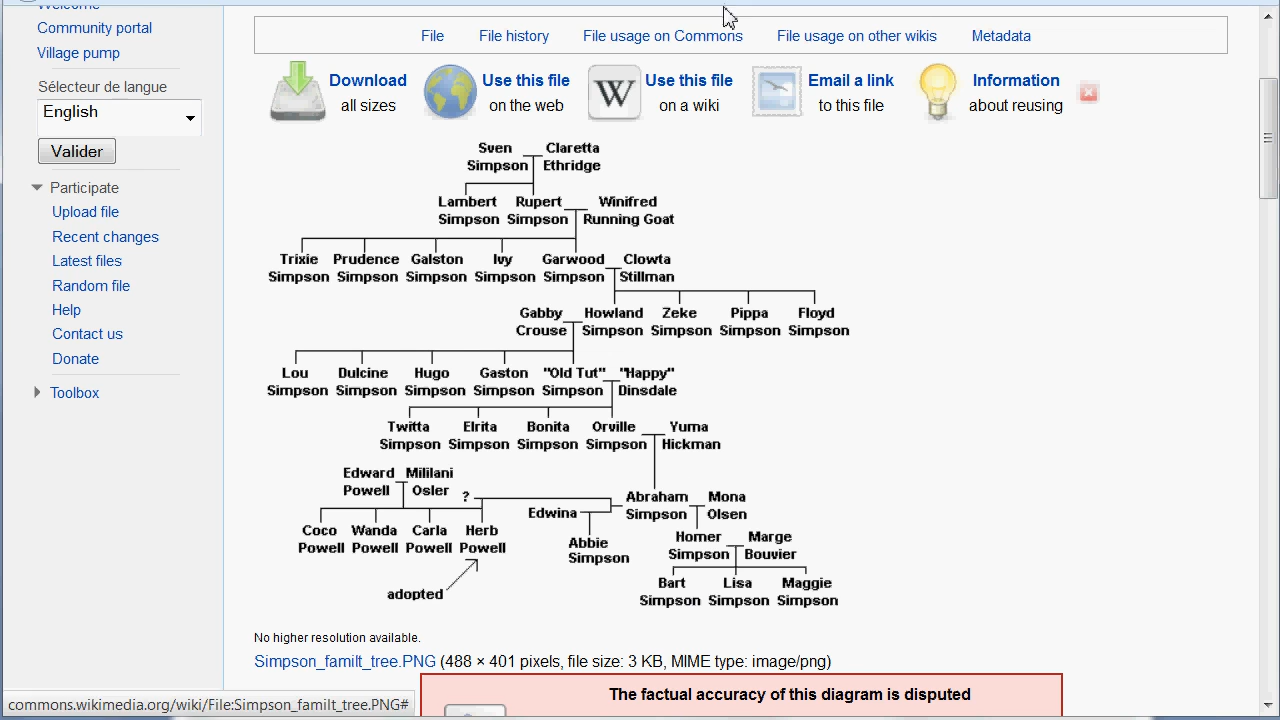 Welcome
Community portal
Village pump
Sélecteur de langue
English
Valider
Participate
Upload file
Recent changes
Latest files
Random file
Help
Contact us
Donate
Toolbox
File File history File usage on Commons File usage on other wikis Metadata
Download Use this file Use this file Email a link Information
all sizes on the web W on a wiki to this file about reusing
Sven Claretta
Simpson Ethridge
Lambert Rupert Winifred
Simpson Simpson Running Goat
Trixie Prudence Galston Ivy Garwood Clowta
Simpson Simpson Simpson Simpson Simpson Stillman
Gabby Howland Zeke Pippa Floyd
Crouse Simpson Simpson Simpson Simpson
Lou Dulcine Hugo Gaston "Old Tut" "Happy"
Simpson Simpson Simpson Simpson Simpson Dinsdale
Twitta Elrita Bonita Orville Yuma
Simpson Simpson Simpson Simpson Hickman
Edward Mililani
Powell Osler ?
Abraham Mona
Edwina Simpson Olsen
Coco Wanda Carla Herb
Powell Powell Powell Powell
Abbie
Simpson
Homer Marge
Simpson Bouvier
adopted
Bart Lisa Maggie
Simpson Simpson Simpson
No higher resolution available.
Simpson_familt_tree.PNG (488 × 401 pixels, file size: 3 KB, MIME type: image/png)
The factual accuracy of this diagram is disputed
commons.wikimedia.org/wiki/File:Simpson_familt_tree.PNG#